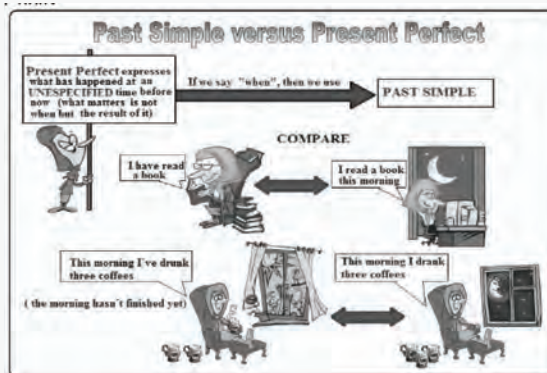 Past Simple versus Present Perfect
Present Perfect expresses
what has happened at an
UNESPECIFIED time before
now (what matters is not
when but the result of it)
If we say "when", then we use
PAST SIMPLE
COMPARE
I have read
a book
I read a book
this morning
This morning I've drunk
three coffees
( the morning hasn't finished yet)
This morning I drank
three coffees